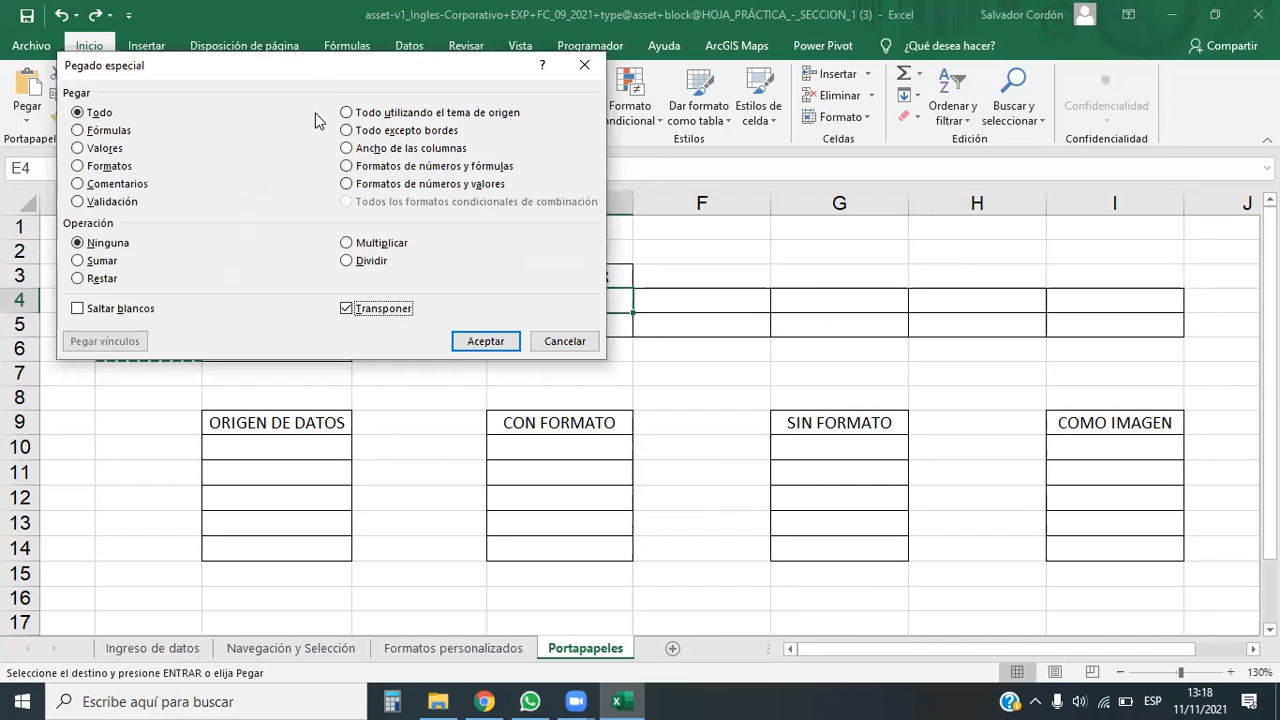 asset-v1_Ingles-Corporativo+EXP+FC_09_2021+type@asset+block@HOJA_PRÁCTICA_-_SECCION_1 (3) - Excel
Salvador Cordón
Archivo Inicio Insertar Disposición de página Fórmulas Datos Revisar Vista Programador Ayuda ArcGIS Maps Power Pivot ¿Qué desea hacer? Compartir
Pegado especial ?
Pegar
Todo
Fórmulas
Valores
Formatos
Comentarios
Validación
Todo utilizando el tema de origen
Todo excepto bordes
Ancho de las columnas
Formatos de números y fórmulas
Formatos de números y valores
Todos los formatos condicionales de combinación
Operación
Ninguna
Sumar
Restar
Multiplicar
Dividir
Saltar blancos
Transponer
Pegar vínculos Aceptar Cancelar
Pegar
Portapapeles
Formato
condicional
Dar formato
como tabla
Estilos de
celdas
Insertar
Eliminar
Formato
Celdas
Ordenar y
filtrar
Buscar y
seleccionar
Edición
Confidencialidad
Confidencialidad
E4
F G H I J
1
2
3
4
5
6
7
8
9 ORIGEN DE DATOS CON FORMATO SIN FORMATO COMO IMAGEN
10
11
12
13
14
15
16
17
Ingreso de datos Navegación y Selección Formatos personalizados Portapapeles
Seleccione el destino y presione ENTRAR o elija Pegar
130%
Escribe aquí para buscar
ESP
13:18
11/11/2021